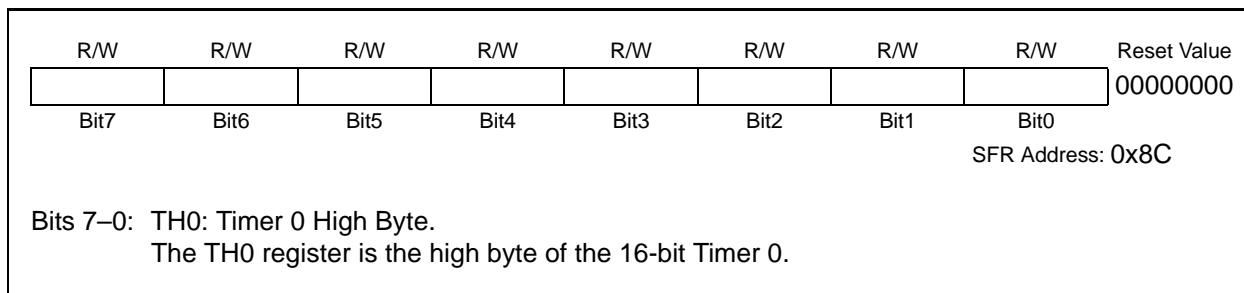 R/W R/W R/W R/W R/W R/W R/W R/W Reset Value
00000000
Bit7 Bit6 Bit5 Bit4 Bit3 Bit2 Bit1 Bit0
SFR Address: 0x8C
Bits 7–0: TH0: Timer 0 High Byte.
The TH0 register is the high byte of the 16-bit Timer 0.